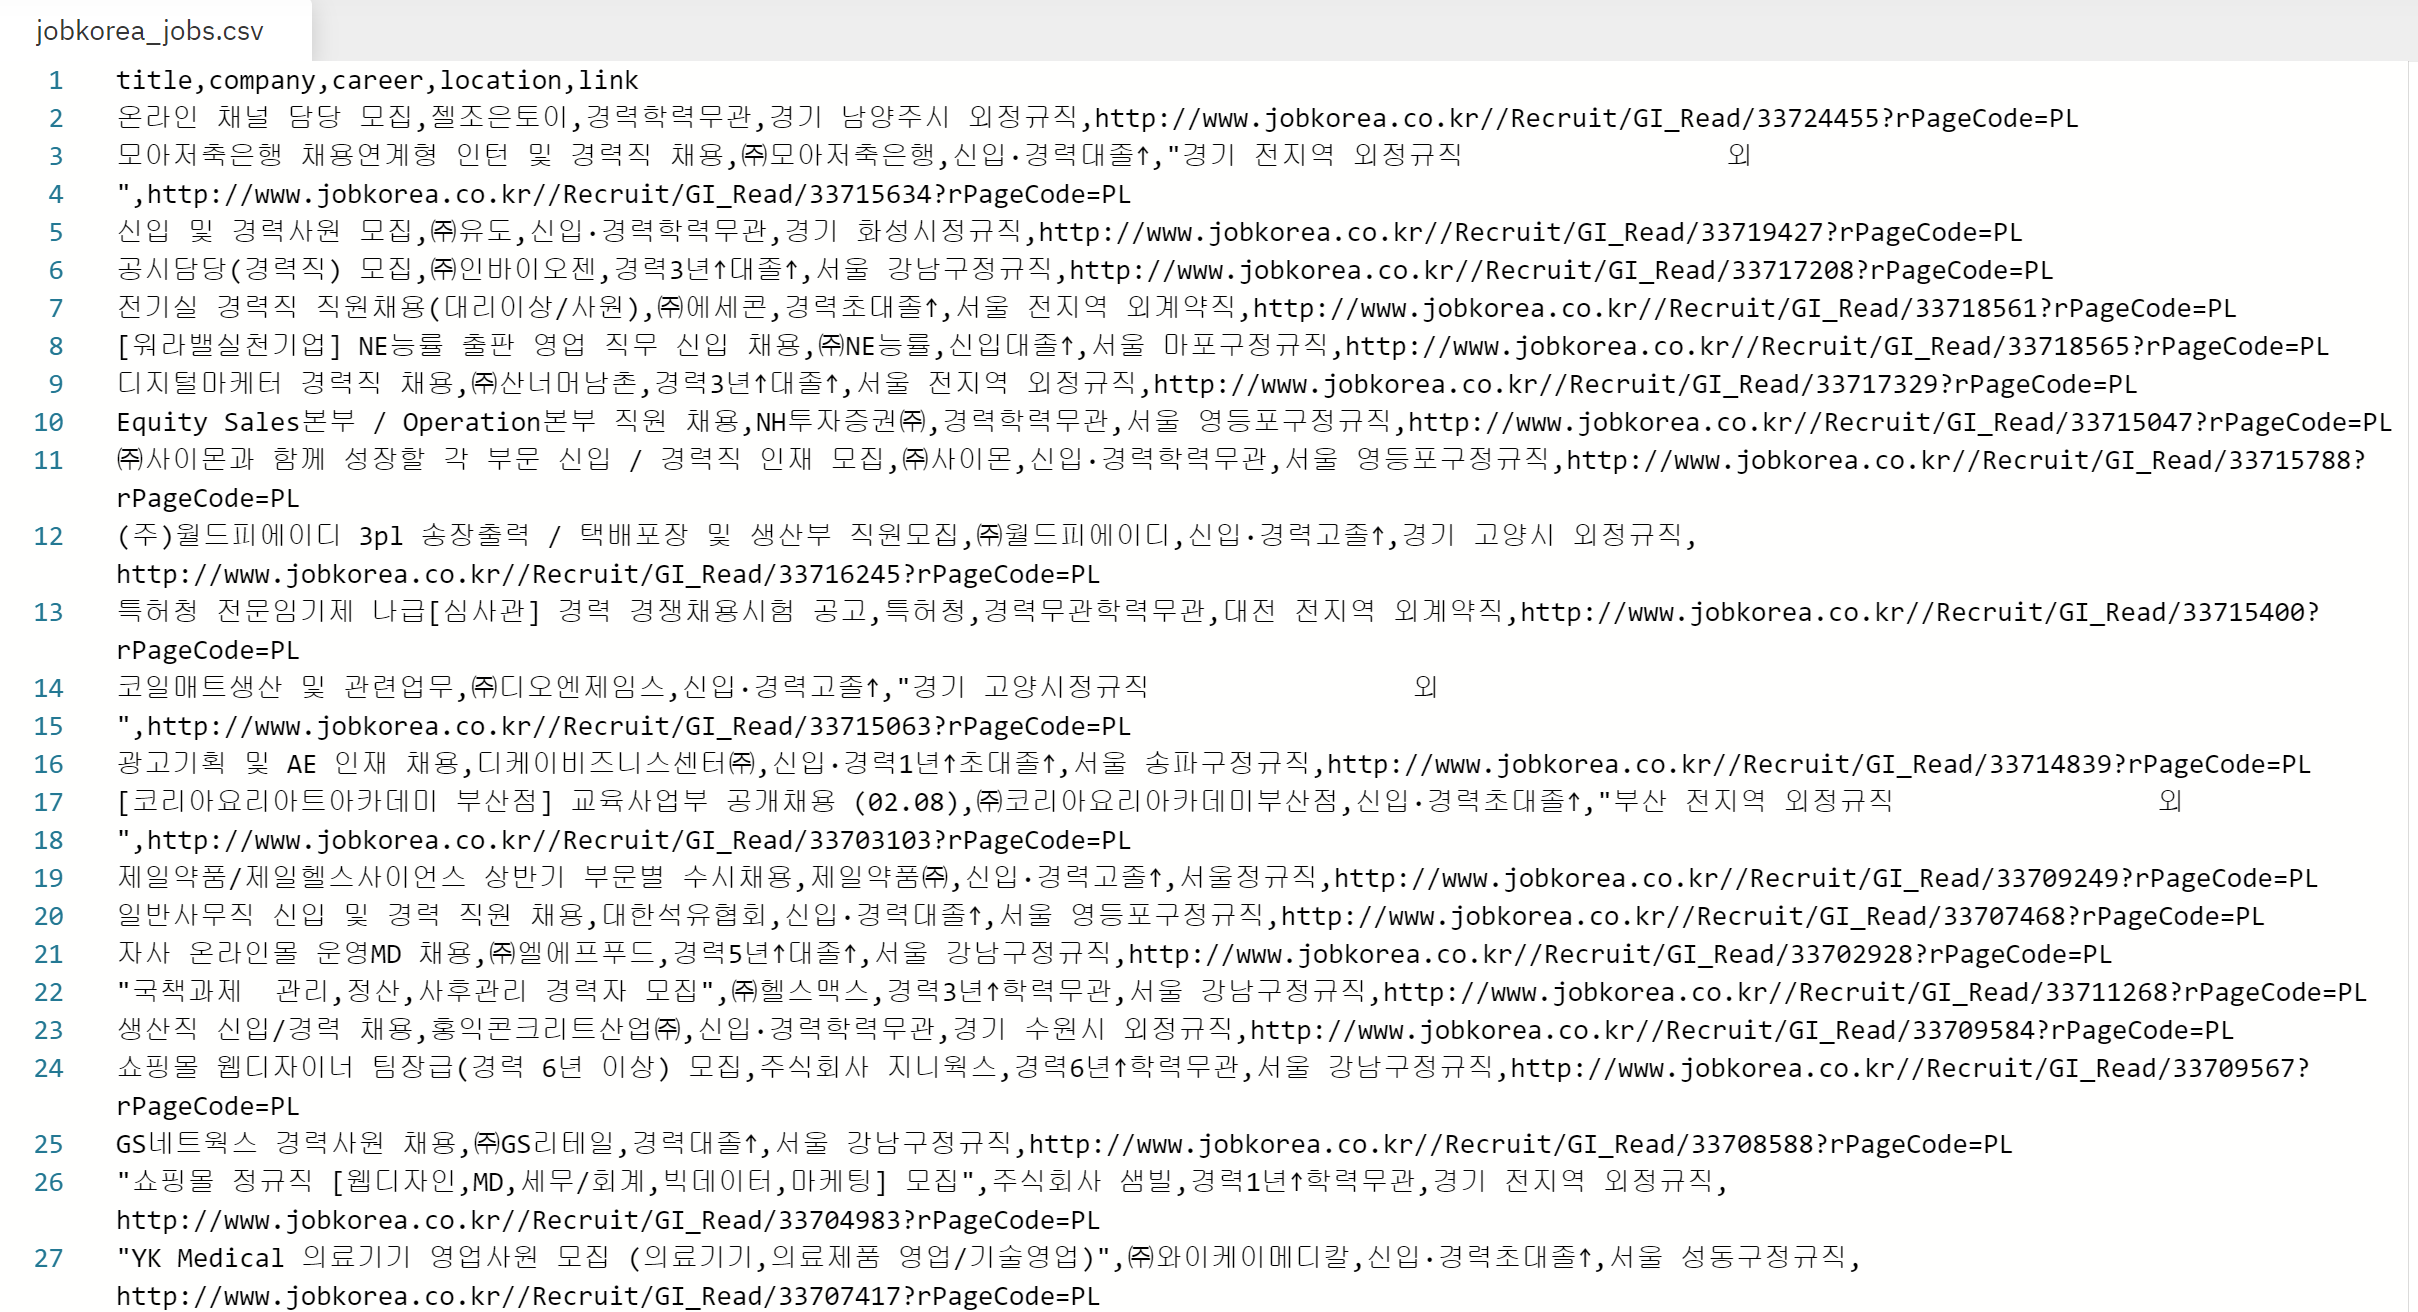 jobkorea_jobs.csv
1 title,company,career,location,link
2 온라인 채널 담당 모집,젤조은토이,경력학력무관,경기 남양주시 외정규직,http://www.jobkorea.co.kr//Recruit/GI_Read/33724455?rPageCode=PL
3 모아저축은행 채용연계형 인턴 및 경력직 채용,㈜모아저축은행,신입·경력대졸↑,"경기 전지역 외정규직 외
4 ",http://www.jobkorea.co.kr//Recruit/GI_Read/33715634?rPageCode=PL
5 신입 및 경력사원 모집,㈜유도,신입·경력학력무관,경기 화성시정규직,http://www.jobkorea.co.kr//Recruit/GI_Read/33719427?rPageCode=PL
6 공시담당(경력직) 모집,㈜인바이오젠,경력3년↑대졸↑,서울 강남구정규직,http://www.jobkorea.co.kr//Recruit/GI_Read/33717208?rPageCode=PL
7 전기실 경력직 직원채용(대리이상/사원),㈜에세콘,경력초대졸↑,서울 전지역 외계약직,http://www.jobkorea.co.kr//Recruit/GI_Read/33718561?rPageCode=PL
8 [워라밸실천기업] NE능률 출판 영업 직무 신입 채용,㈜NE능률,신입대졸↑,서울 마포구정규직,http://www.jobkorea.co.kr//Recruit/GI_Read/33718565?rPageCode=PL
9 디지털마케터 경력직 채용,㈜산너머남촌,경력3년↑대졸↑,서울 전지역 외정규직,http://www.jobkorea.co.kr//Recruit/GI_Read/33717329?rPageCode=PL
10 Equity Sales본부 / Operation본부 직원 채용,NH투자증권㈜,경력학력무관,서울 영등포구정규직,http://www.jobkorea.co.kr//Recruit/GI_Read/33715047?rPageCode=PL
11 ㈜사이몬과 함께 성장할 각 부문 신입 / 경력직 인재 모집,㈜사이몬,신입·경력학력무관,서울 영등포구정규직,http://www.jobkorea.co.kr//Recruit/GI_Read/33715788?
rPageCode=PL
12 (주)월드피에이디 3pl 송장출력 / 택배포장 및 생산부 직원모집,㈜월드피에이디,신입·경력고졸↑,경기 고양시 외정규직,
http://www.jobkorea.co.kr//Recruit/GI_Read/33716245?rPageCode=PL
13 특허청 전문임기제 나급[심사관] 경력 경쟁채용시험 공고,특허청,경력무관학력무관,대전 전지역 외계약직,http://www.jobkorea.co.kr//Recruit/GI_Read/33715400?
rPageCode=PL
14 코일매트생산 및 관련업무,㈜디오엔제임스,신입·경력고졸↑,"경기 고양시정규직 외
15 ",http://www.jobkorea.co.kr//Recruit/GI_Read/33715063?rPageCode=PL
16 광고기획 및 AE 인재 채용,디케이비즈니스센터㈜,신입·경력1년↑초대졸↑,서울 송파구정규직,http://www.jobkorea.co.kr//Recruit/GI_Read/33714839?rPageCode=PL
17 [코리아요리아트아카데미 부산점] 교육사업부 공개채용 (02.08),㈜코리아요리아카데미부산점,신입·경력초대졸↑,"부산 전지역 외정규직 외
18 ",http://www.jobkorea.co.kr//Recruit/GI_Read/33703103?rPageCode=PL
19 제일약품/제일헬스사이언스 상반기 부문별 수시채용,제일약품㈜,신입·경력고졸↑,서울정규직,http://www.jobkorea.co.kr//Recruit/GI_Read/33709249?rPageCode=PL
20 일반사무직 신입 및 경력 직원 채용,대한석유협회,신입·경력대졸↑,서울 영등포구정규직,http://www.jobkorea.co.kr//Recruit/GI_Read/33707468?rPageCode=PL
21 자사 온라인몰 운영MD 채용,㈜엘에프푸드,경력5년↑대졸↑,서울 강남구정규직,http://www.jobkorea.co.kr//Recruit/GI_Read/33702928?rPageCode=PL
22 "국책과제  관리,정산,사후관리 경력자 모집",㈜헬스맥스,경력3년↑학력무관,서울 강남구정규직,http://www.jobkorea.co.kr//Recruit/GI_Read/33711268?rPageCode=PL
23 생산직 신입/경력 채용,홍익콘크리트산업㈜,신입·경력학력무관,경기 수원시 외정규직,http://www.jobkorea.co.kr//Recruit/GI_Read/33709584?rPageCode=PL
24 쇼핑몰 웹디자이너 팀장급(경력 6년 이상) 모집,주식회사 지니웍스,경력6년↑학력무관,서울 강남구정규직,http://www.jobkorea.co.kr//Recruit/GI_Read/33709567?
rPageCode=PL
25 GS네트웍스 경력사원 채용,㈜GS리테일,경력대졸↑,서울 강남구정규직,http://www.jobkorea.co.kr//Recruit/GI_Read/33708588?rPageCode=PL
26 "쇼핑몰 정규직 [웹디자인,MD,세무/회계,빅데이터,마케팅] 모집",주식회사 샘빌,경력1년↑학력무관,경기 전지역 외정규직,
http://www.jobkorea.co.kr//Recruit/GI_Read/33704983?rPageCode=PL
27 "YK Medical 의료기기 영업사원 모집 (의료기기,의료제품 영업/기술영업)",㈜와이케이메디칼,신입·경력초대졸↑,서울 성동구정규직,
http://www.jobkorea.co.kr//Recruit/GI_Read/33707417?rPageCode=PL